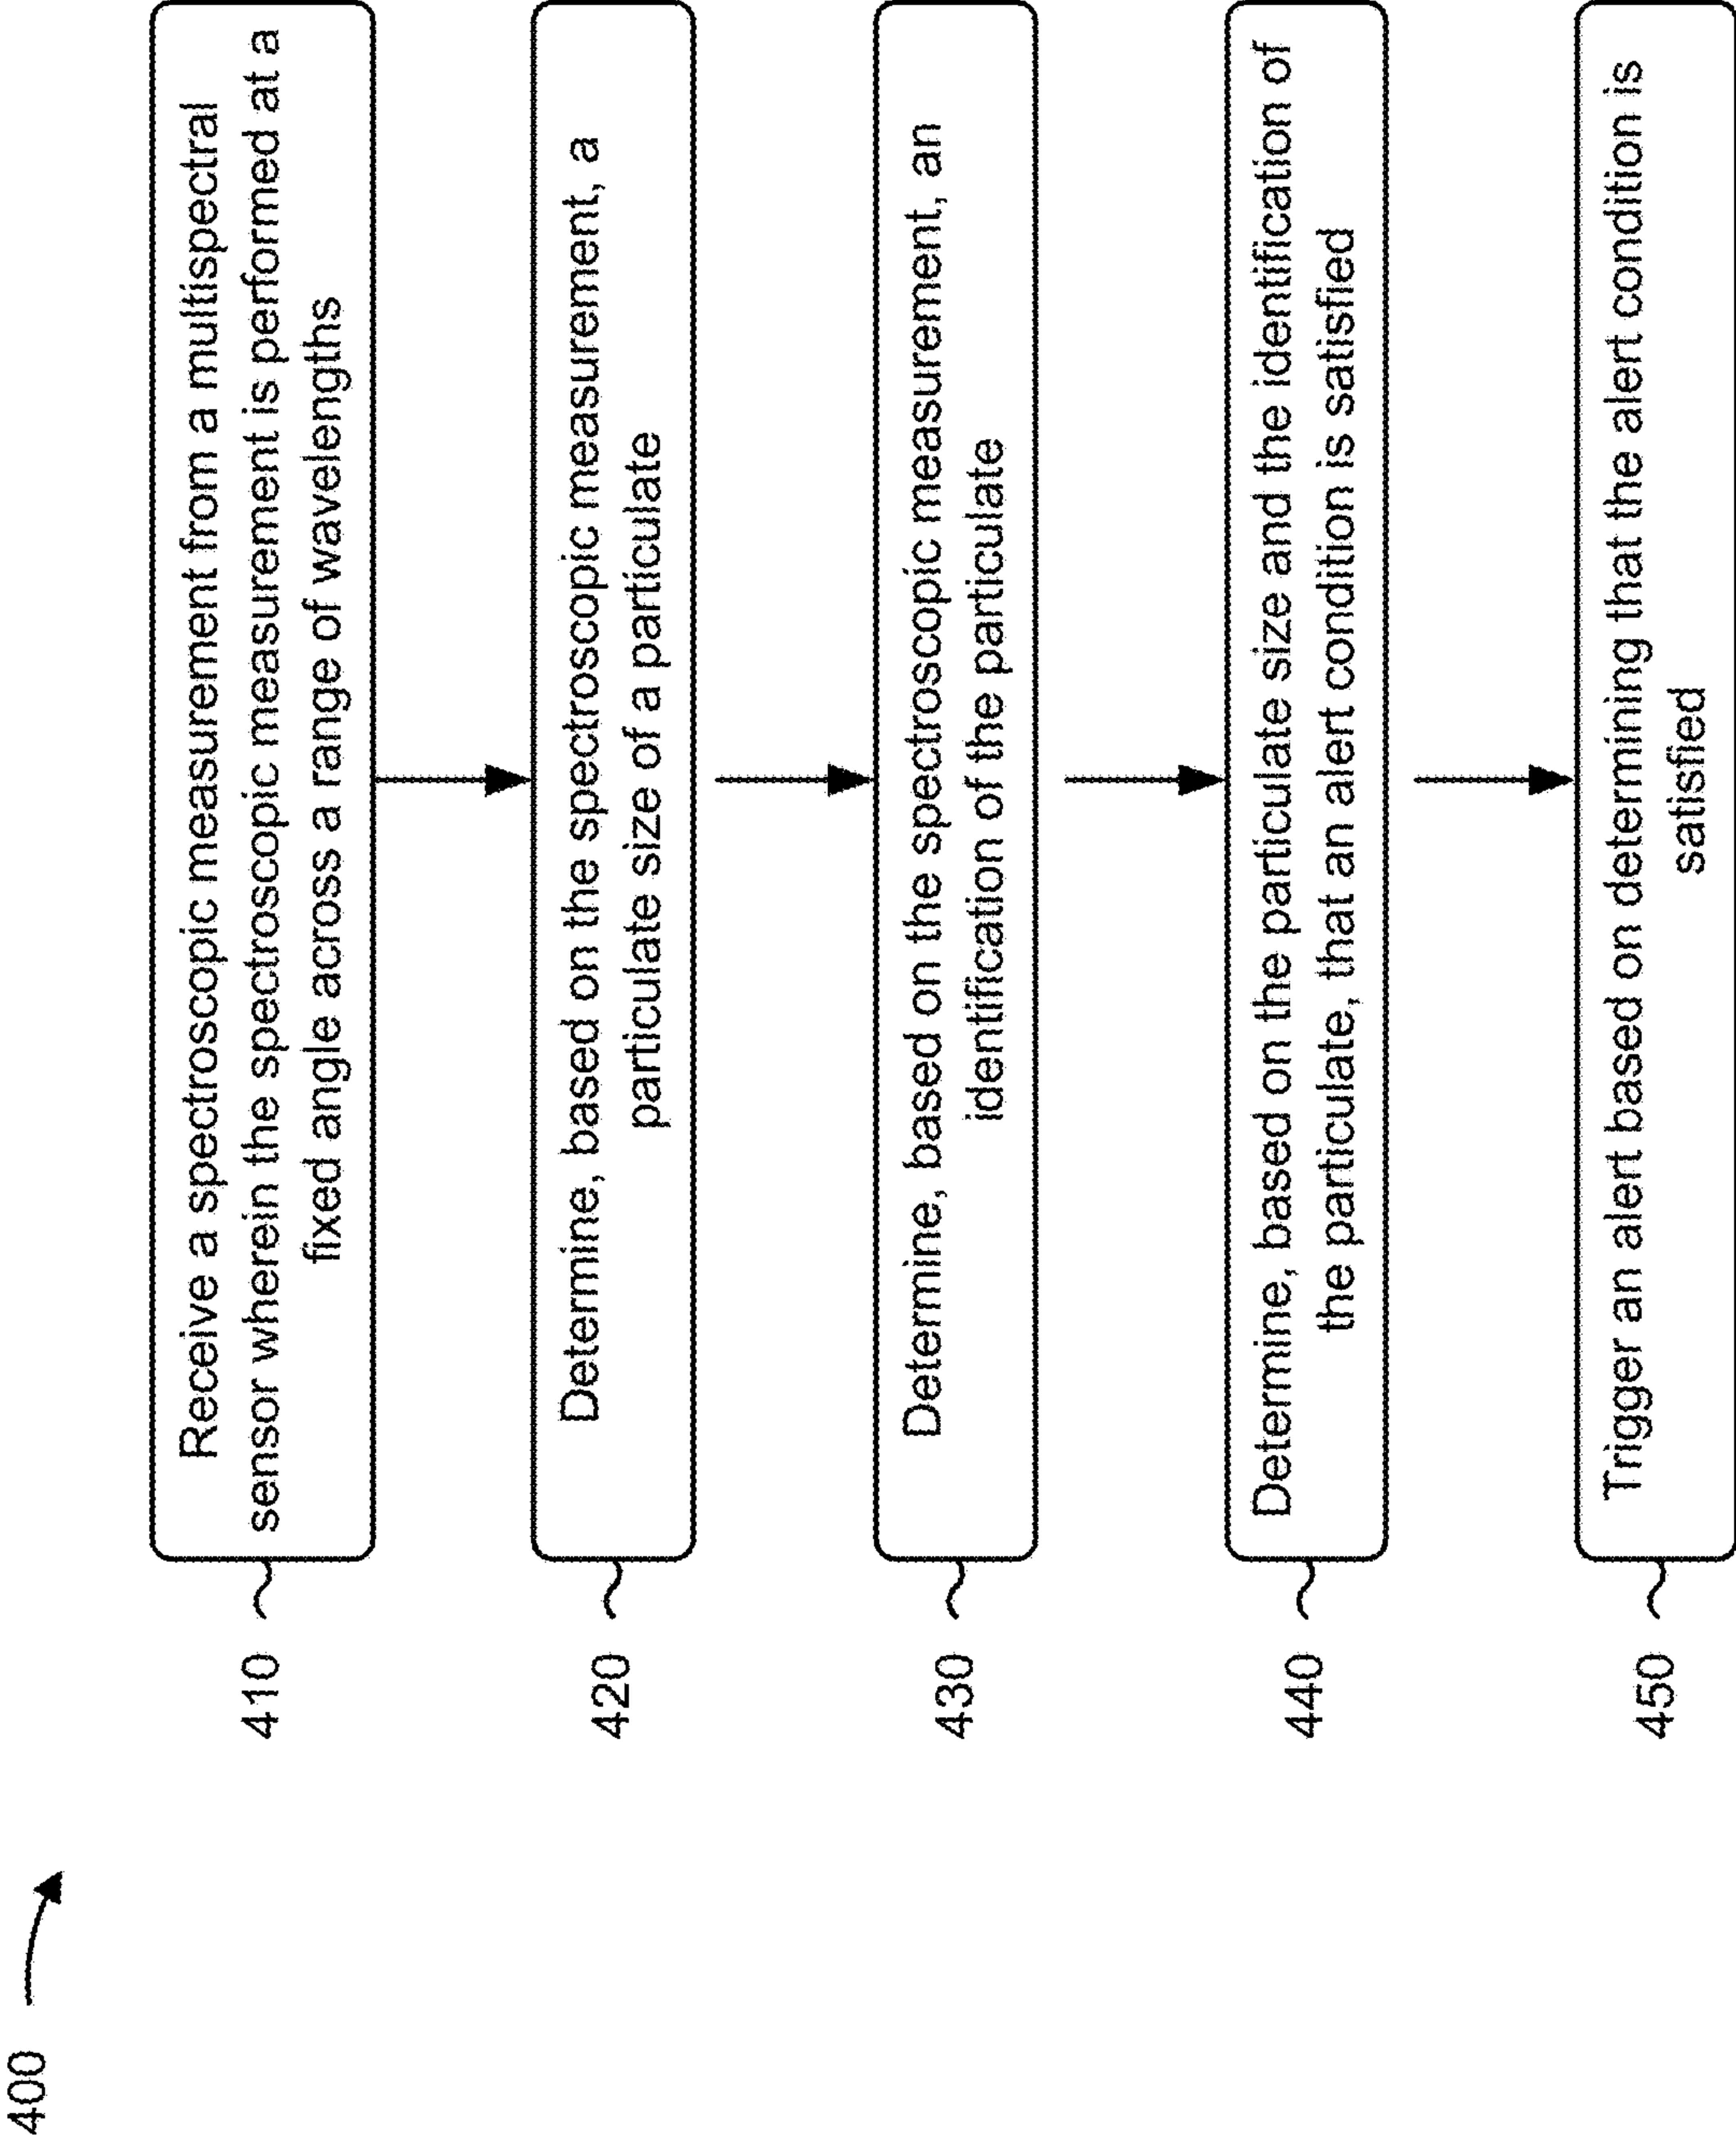 400
410
Receive a spectroscopic measurement from a multispectral
sensor wherein the spectroscopic measurement is performed at a
fixed angle across a range of wavelengths
420
Determine, based on the spectroscopic measurement, a
particulate size of a particulate
430
Determine, based on the spectroscopic measurement, an
identification of the particulate
440
Determine, based on the particulate size and the identification of
the particulate, that an alert condition is satisfied
450
Trigger an alert based on determining that the alert condition is
satisfied